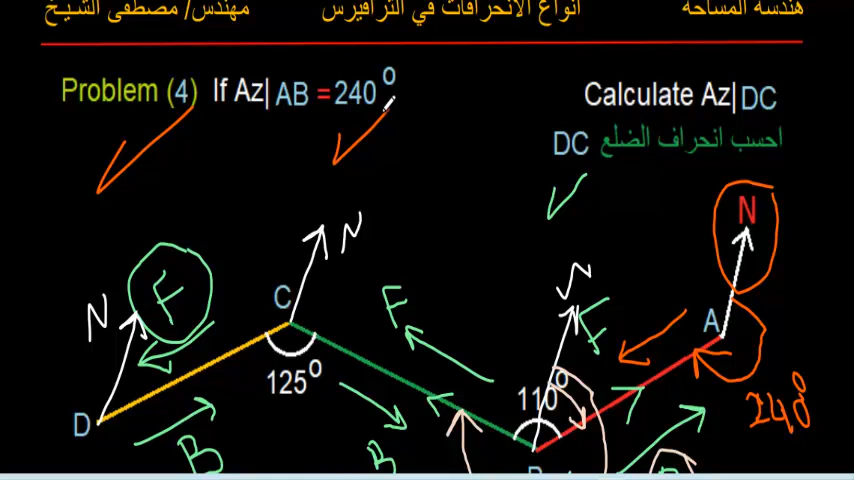 هندسة المساحة
انواع الانحرافات في الترافيرس
مهندس/ مصطفى الشيخ
Problem (4) If Az| AB = 240°
Calculate Az| DC
احسب انحراف الضلع DC
N
N
N
N
F
F
F
C
A
D
125°
110°
240°
B
B